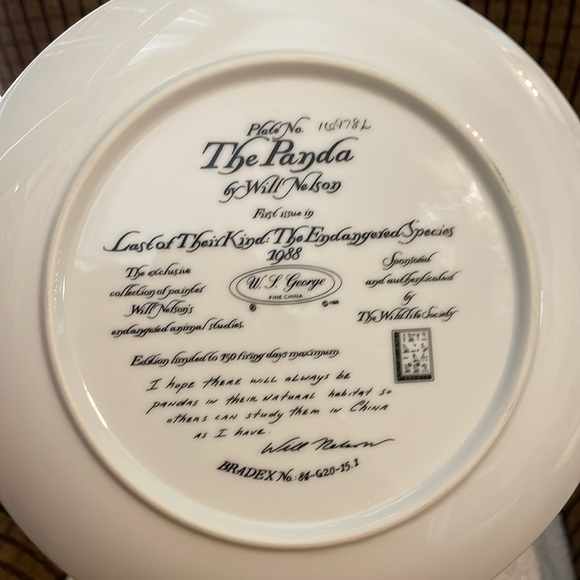 Plate No. 16978L
The Panda
by Will Nelson
First issue in
Last of Their Kind: The Endangered Species
1988
The exclusive
collection of painter
Will Nelson's
endangered animal studies.
W. S. George
FINE CHINA
Sponsored
and authenticated
by
The Wildlife Society
Edition limited to 150 firing days maximum
I hope there will always be
pandas in their natural habitat so
others can study them in China
as I have.
Will Nelson
BRADEX No.: 84-G20-15.1